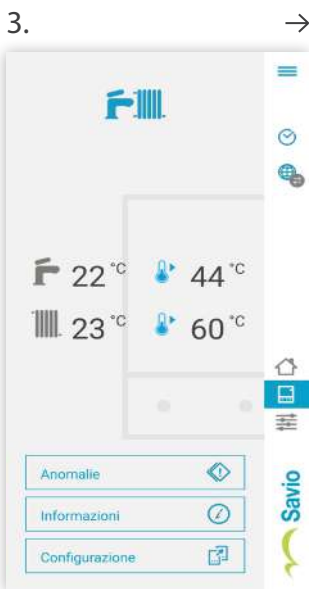 3.
22 °C 44 °C
23 °C 60 °C
Anomalie
Informazioni
Configurazione
Savio